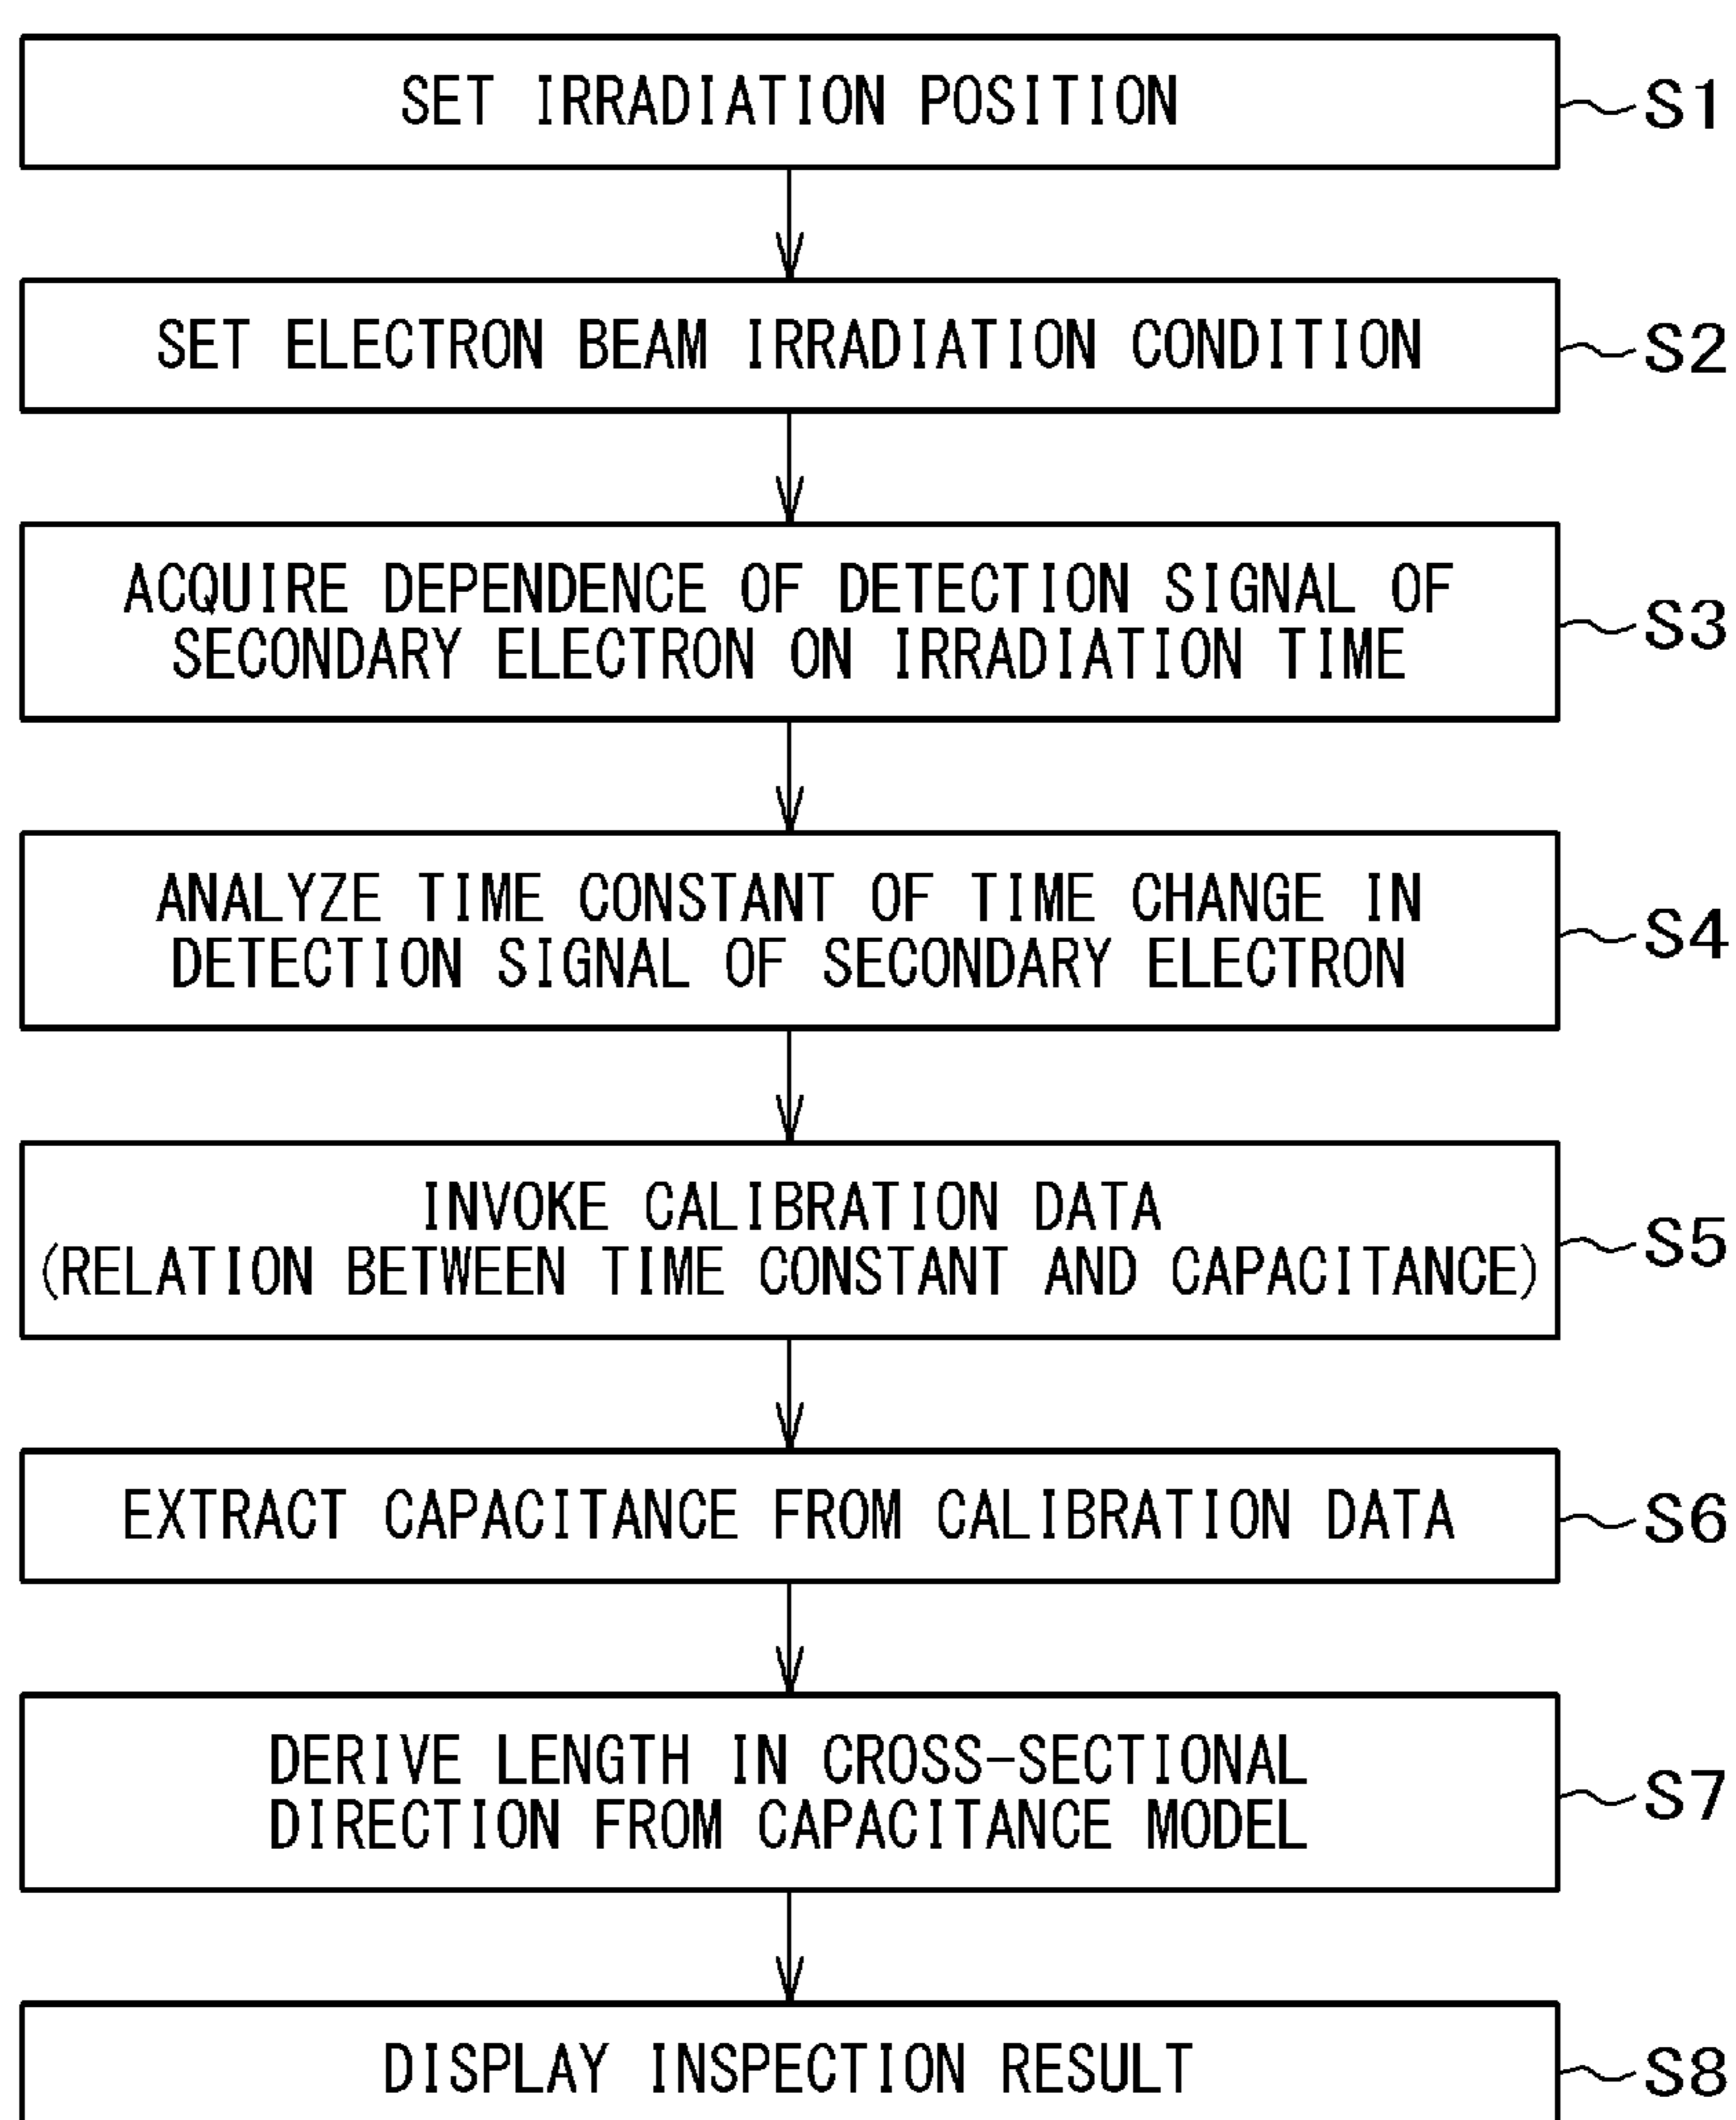 SET IRRADIATION POSITION
S1
SET ELECTRON BEAM IRRADIATION CONDITION
S2
ACQUIRE DEPENDENCE OF DETECTION SIGNAL OF
SECONDARY ELECTRON ON IRRADIATION TIME
S3
ANALYZE TIME CONSTANT OF TIME CHANGE IN
DETECTION SIGNAL OF SECONDARY ELECTRON
S4
INVOKE CALIBRATION DATA
(RELATION BETWEEN TIME CONSTANT AND CAPACITANCE)
S5
EXTRACT CAPACITANCE FROM CALIBRATION DATA
S6
DERIVE LENGTH IN CROSS-SECTIONAL
DIRECTION FROM CAPACITANCE MODEL
S7
DISPLAY INSPECTION RESULT
S8